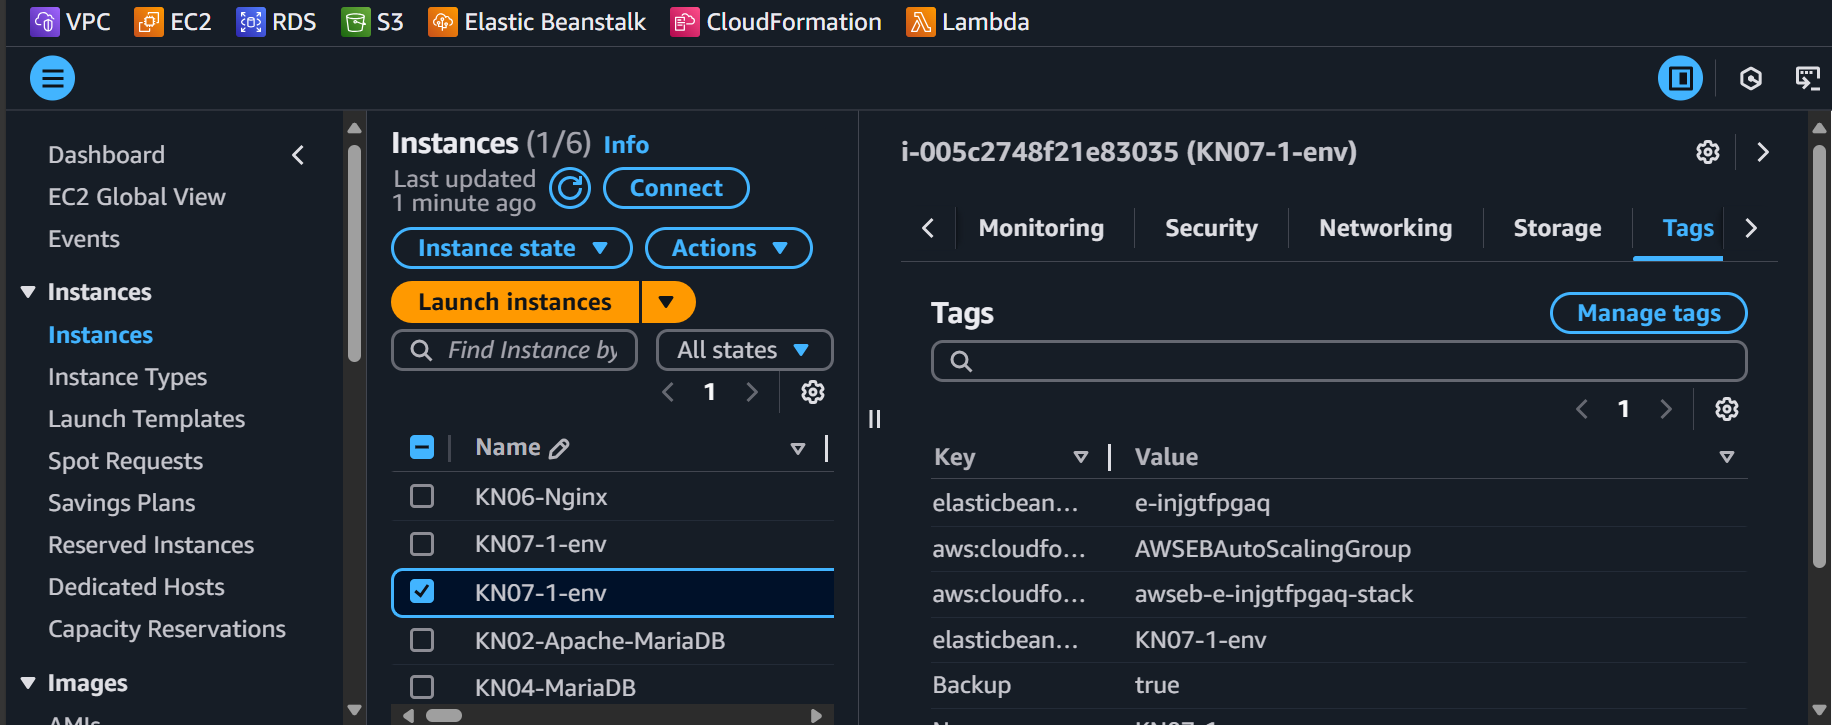 VPC EC2 RDS S3 Elastic Beanstalk CloudFormation Lambda
Dashboard
EC2 Global View
Events
Instances
Instances
Instance Types
Launch Templates
Spot Requests
Savings Plans
Reserved Instances
Dedicated Hosts
Capacity Reservations
Images
AMIs
Instances (1/6) Info
Last updated
1 minute ago
Connect
Instance state
Actions
Launch instances
Find Instance by
All states
1
Name
KN06-Nginx
KN07-1-env
KN07-1-env
KN02-Apache-MariaDB
KN04-MariaDB
i-005c2748f21e83035 (KN07-1-env)
Monitoring Security Networking Storage Tags
Tags
Manage tags
1
Key Value
elasticbean... e-injgtfpgaq
aws:cloudfo... AWSEBAutoScalingGroup
aws:cloudfo... awseb-e-injgtfpgaq-stack
elasticbean... KN07-1-env
Backup true